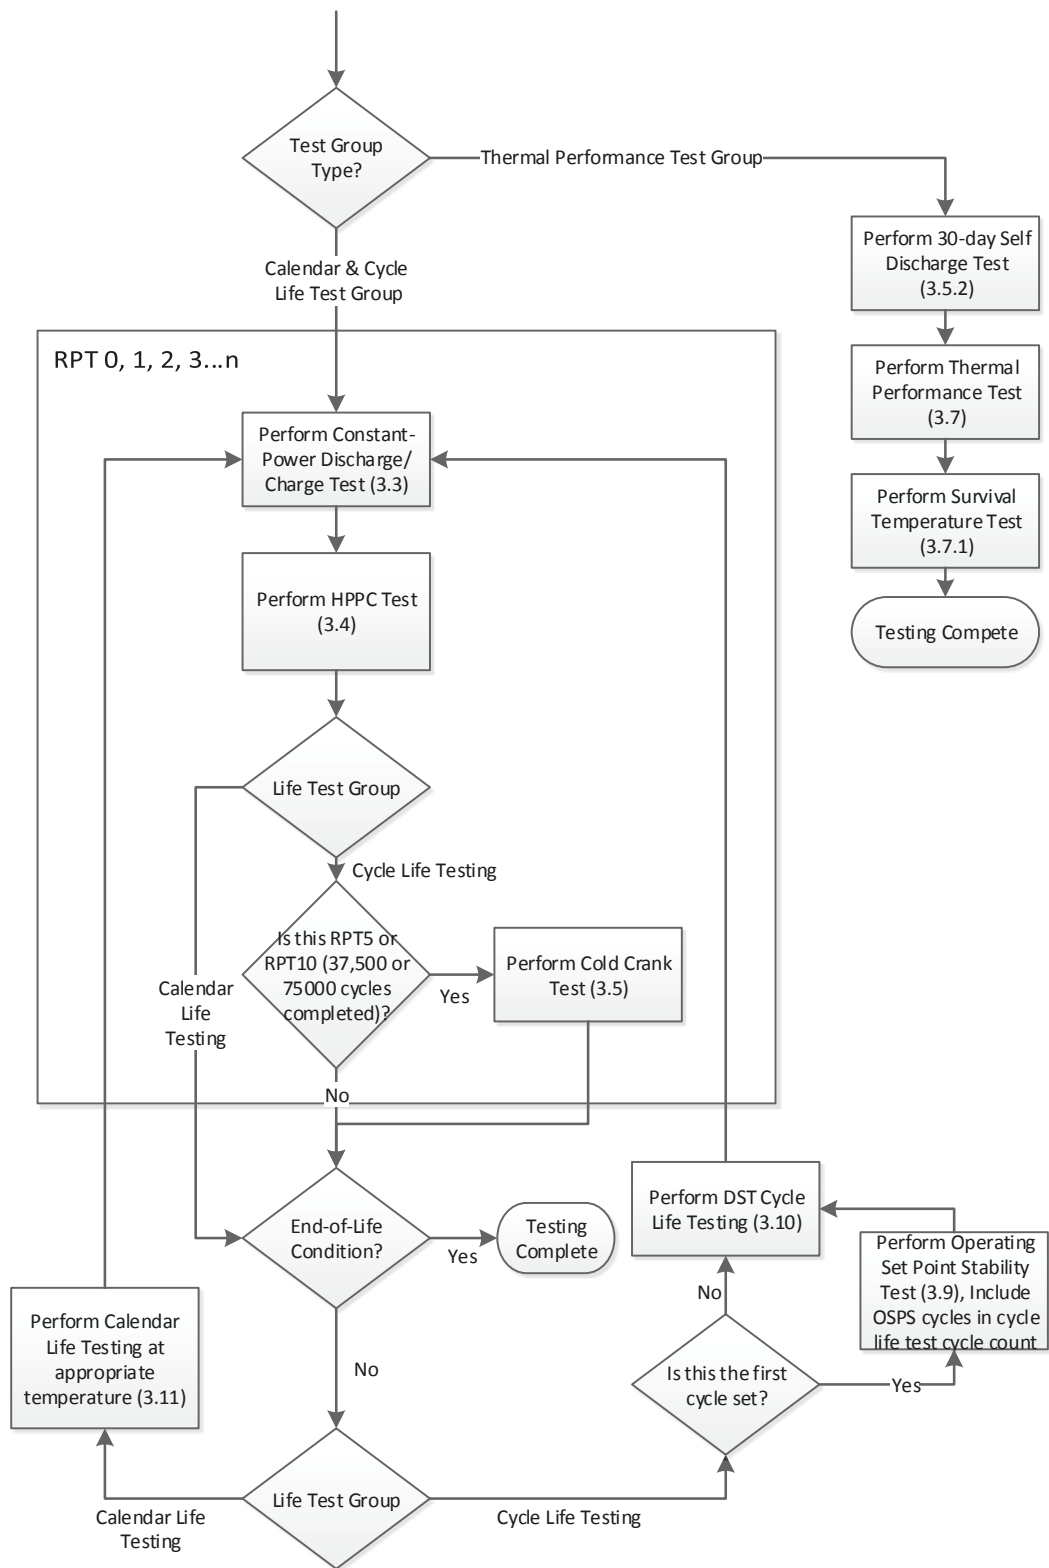 Test Group
Type?
Thermal Performance Test Group
Perform 30-day Self
Discharge Test
(3.5.2)
Calendar & Cycle
Life Test Group
RPT 0, 1, 2, 3...n
Perform Thermal
Performance Test
(3.7)
Perform Constant-
Power Discharge/
Charge Test (3.3)
Perform Survival
Temperature Test
(3.7.1)
Perform HPPC Test
(3.4)
Testing Compete
Life Test Group
Cycle Life Testing
Is this RPT5 or
RPT10 (37,500 or
75000 cycles
completed)?
Yes
Perform Cold Crank
Test (3.5)
Calendar
Life
Testing
No
End-of-Life
Condition?
Yes
Testing
Complete
Perform DST Cycle
Life Testing (3.10)
Perform Operating
Set Point Stability
Test (3.9), Include
OSPS cycles in cycle
life test cycle count
No
Perform Calendar
Life Testing at
appropriate
temperature (3.11)
No
Is this the first
cycle set?
Yes
Life Test Group
Calendar Life
Testing
Cycle Life Testing